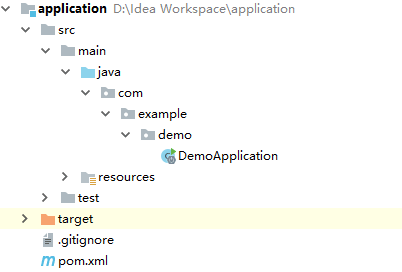 application D:\Idea Workspace\application
src
main
java
com
example
demo
DemoApplication
resources
test
target
.gitignore
pom.xml